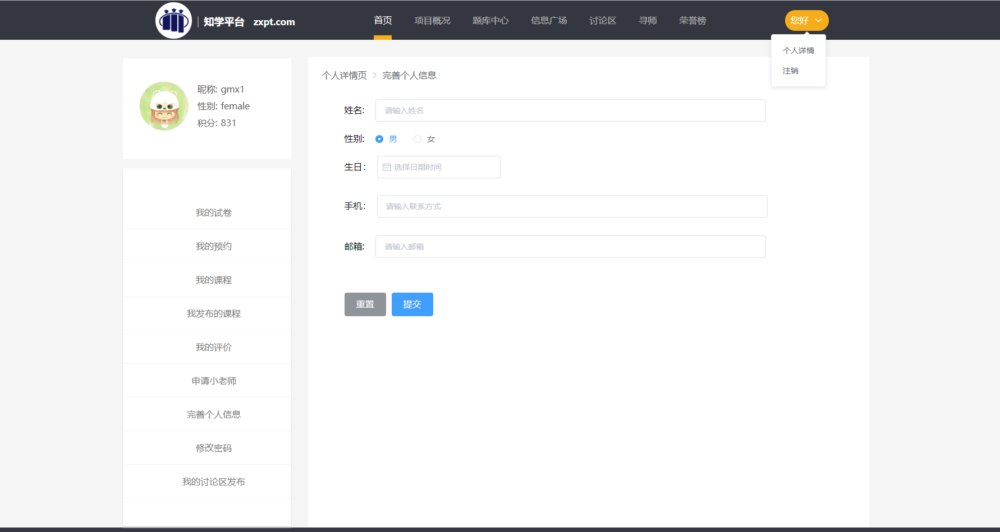 知学平台 zxpt.com 首页 项目概况 题库中心 信息广场 讨论区 寻师 荣誉榜 您好
个人详情
注销
昵称: gmx1
性别: female
积分: 831
我的试卷
我的预约
我的课程
我发布的课程
我的评价
申请小老师
完善个人信息
修改密码
我的讨论区发布
个人详情页 > 完善个人信息
姓名: 请输入姓名
性别: 男 女
生日： 选择日期时间
手机： 请输入联系方式
邮箱: 请输入邮箱
重置 提交